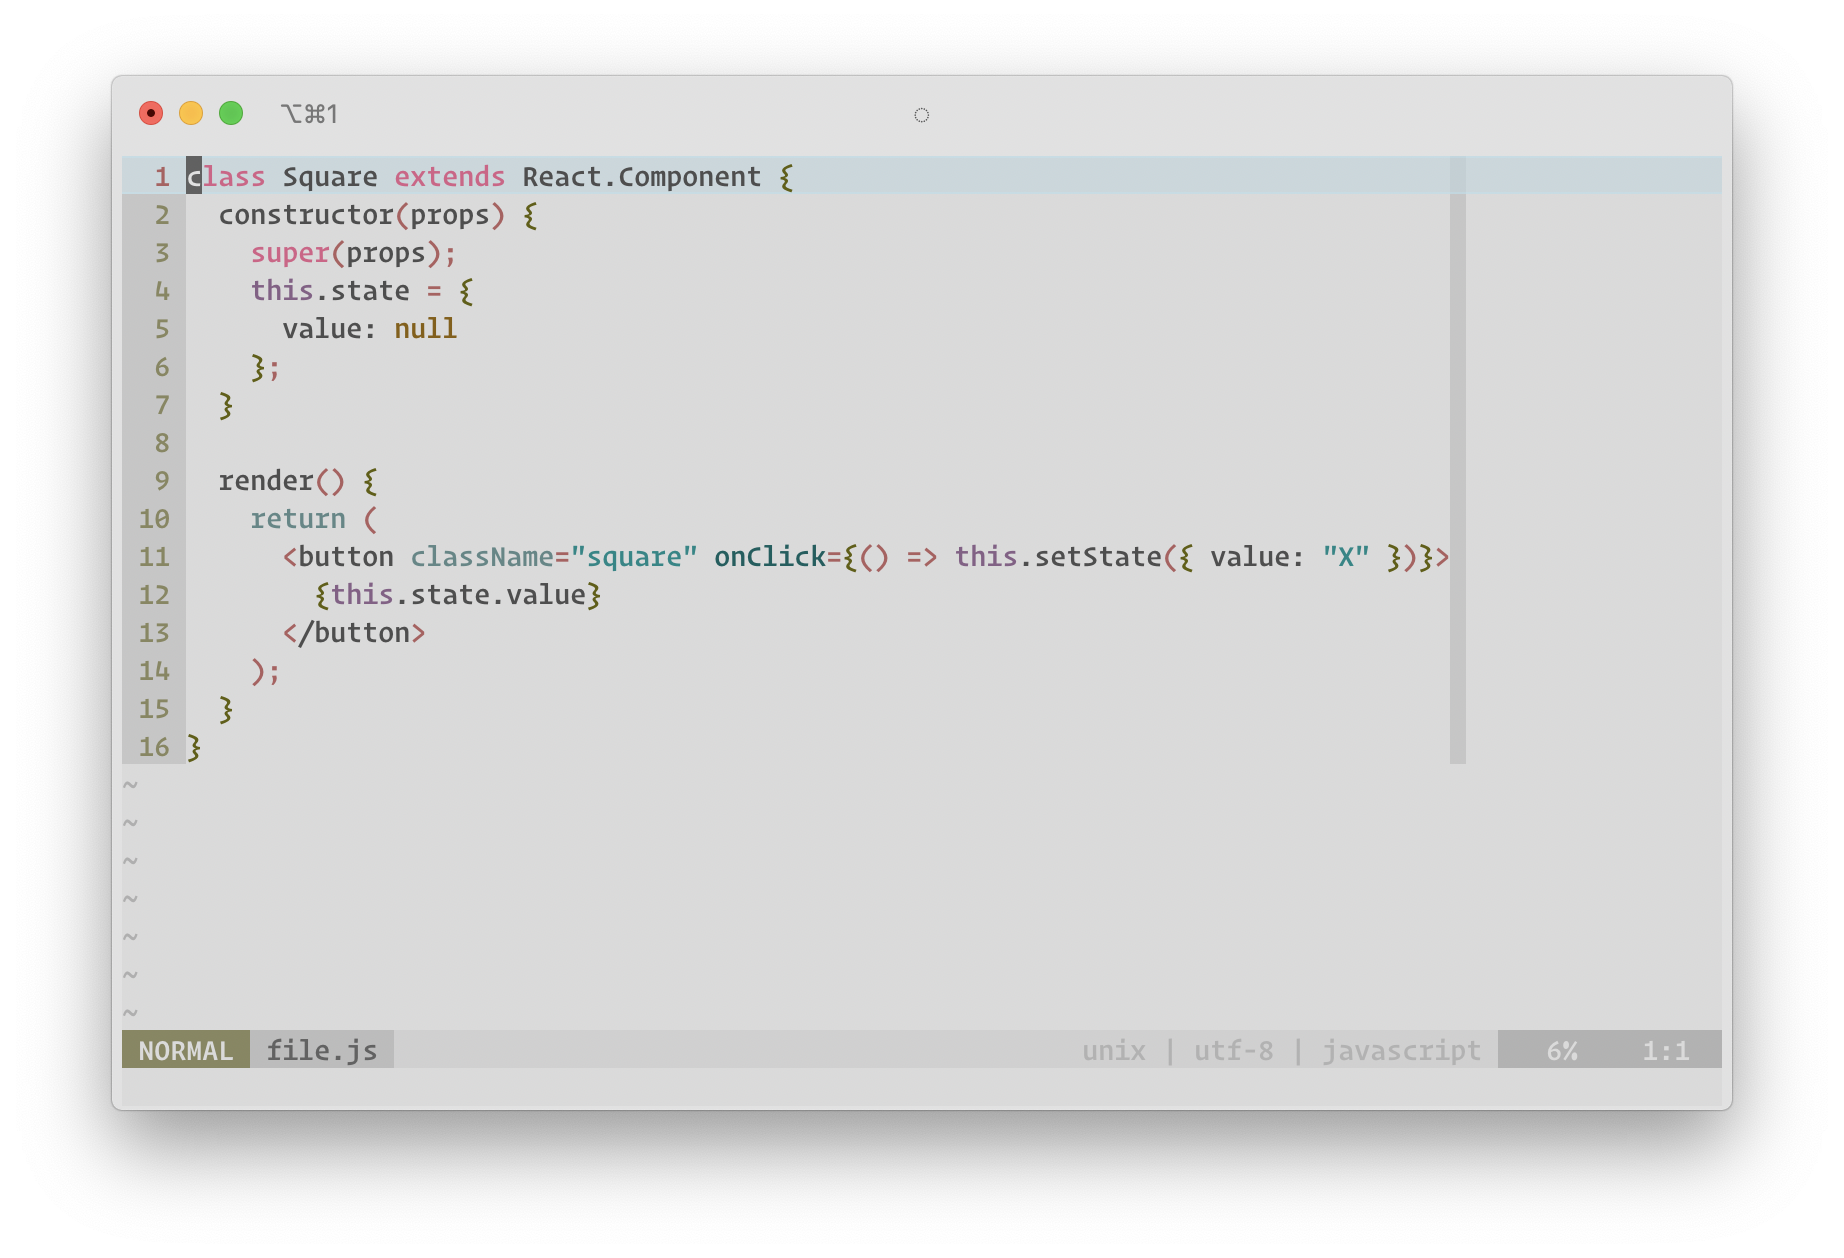 ⌥⌘1
1 class Square extends React.Component {
2   constructor(props) {
3     super(props);
4     this.state = {
5       value: null
6     };
7   }
8
9   render() {
10     return (
11       <button className="square" onClick={() => this.setState({ value: "X" })}>
12         {this.state.value}
13       </button>
14     );
15   }
16 }
~
~
~
~
~
~
~
NORMAL file.js unix | utf-8 | javascript 6% 1:1